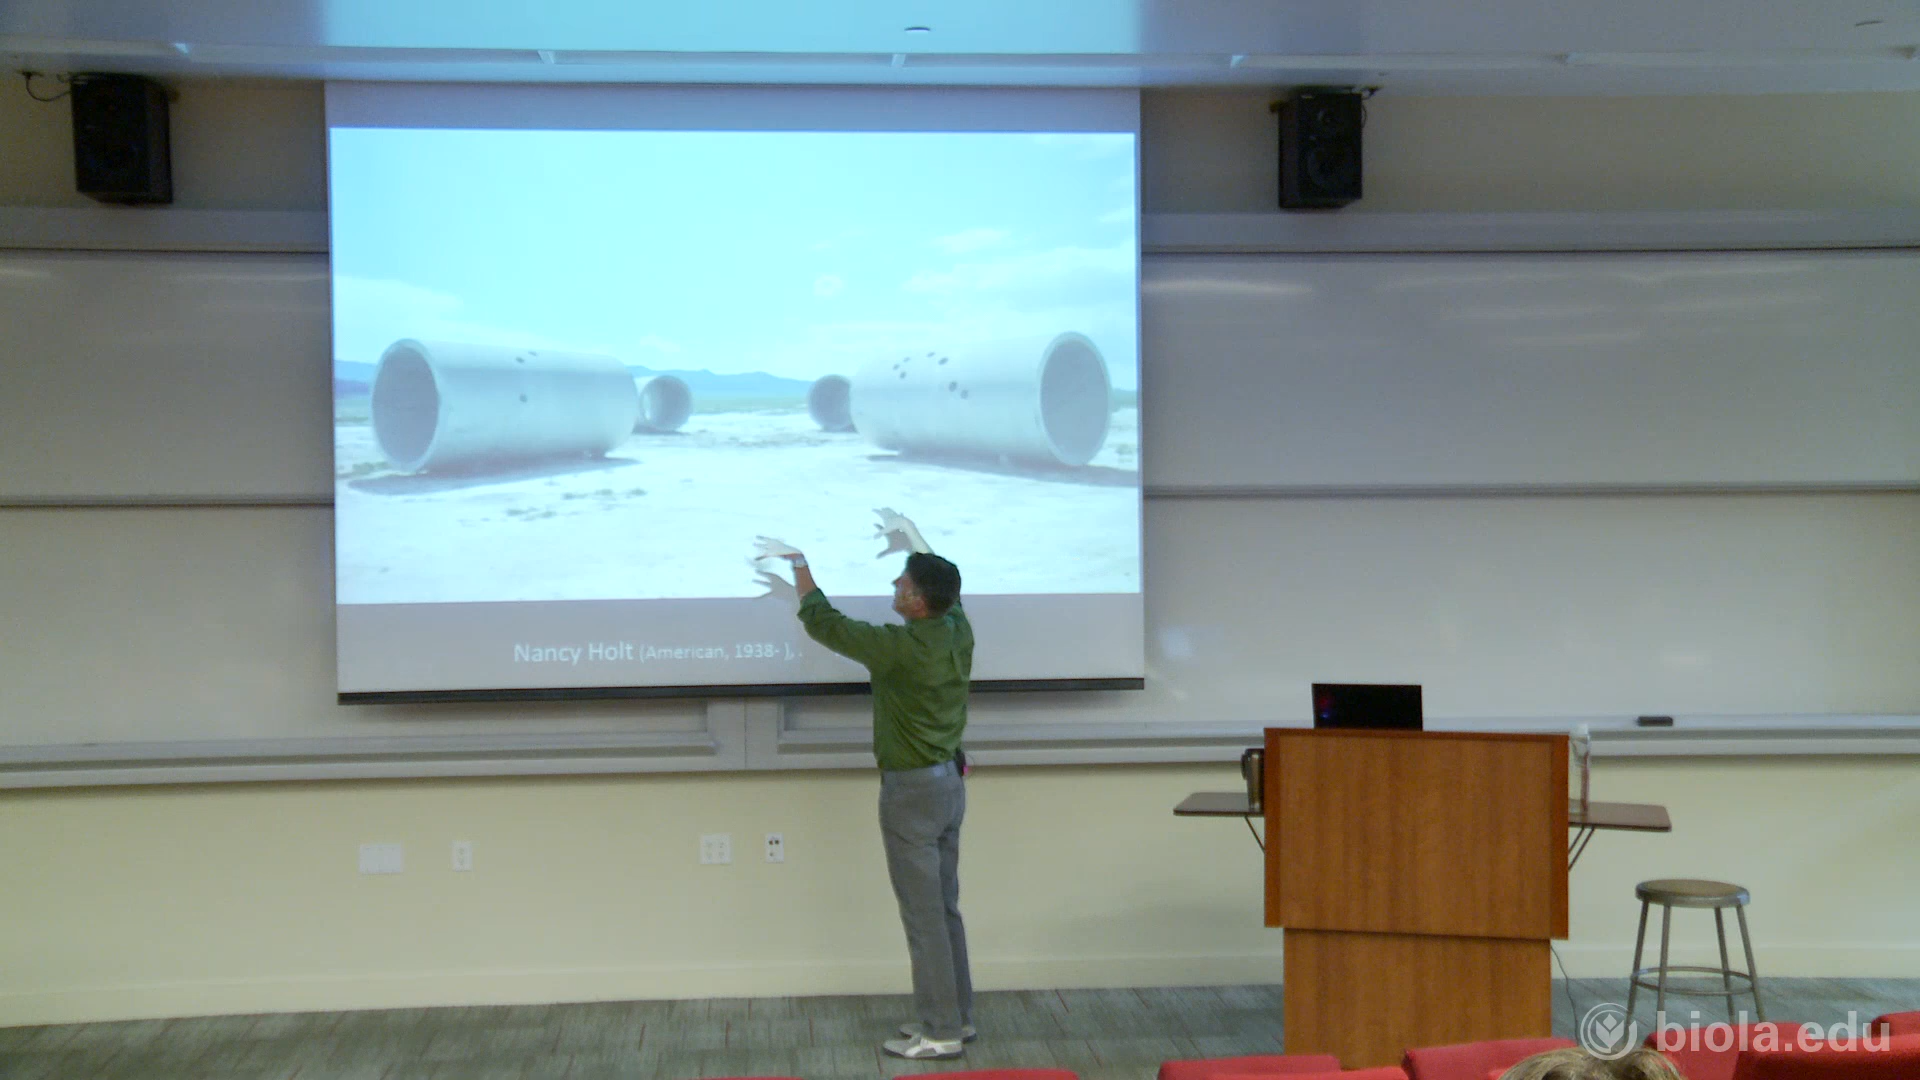 Nancy Holt (American, 1938- ),
biola.edu